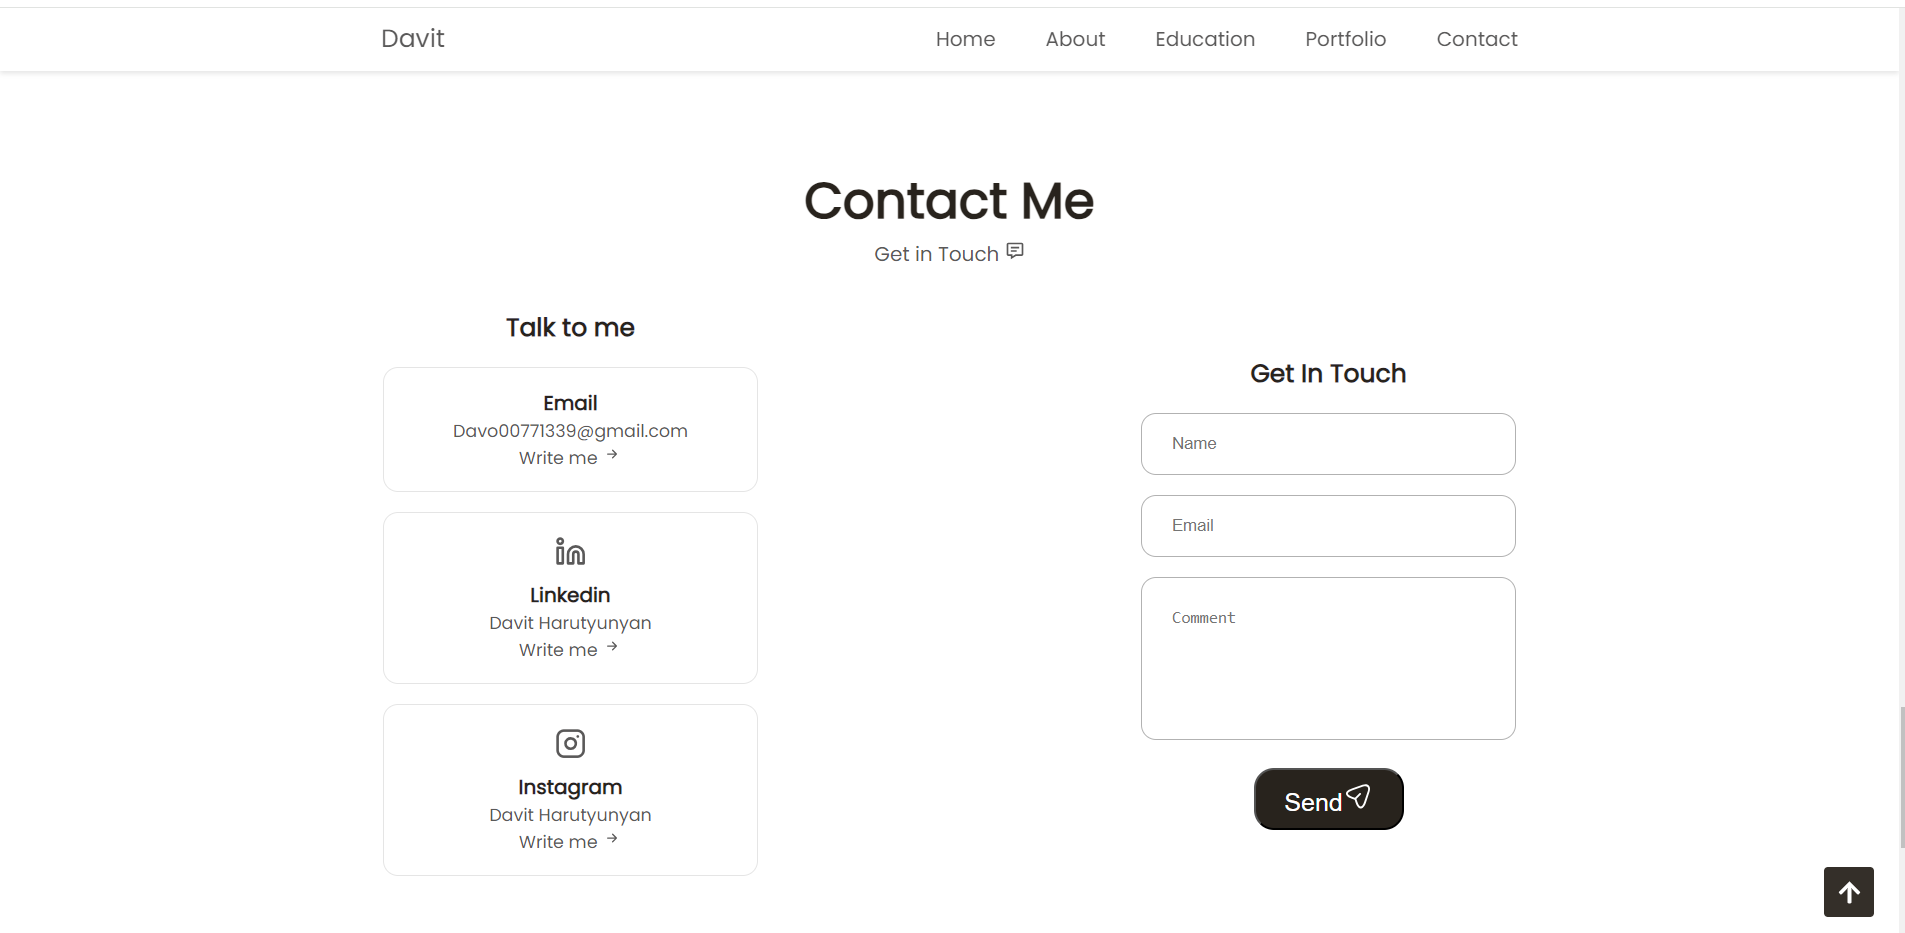 Davit
Home
About
Education
Portfolio
Contact
Contact Me
Get in Touch
Talk to me
Email
Davo00771339@gmail.com
Write me
Linkedin
Davit Harutyunyan
Write me
Instagram
Davit Harutyunyan
Write me
Get In Touch
Name
Email
Comment
Send